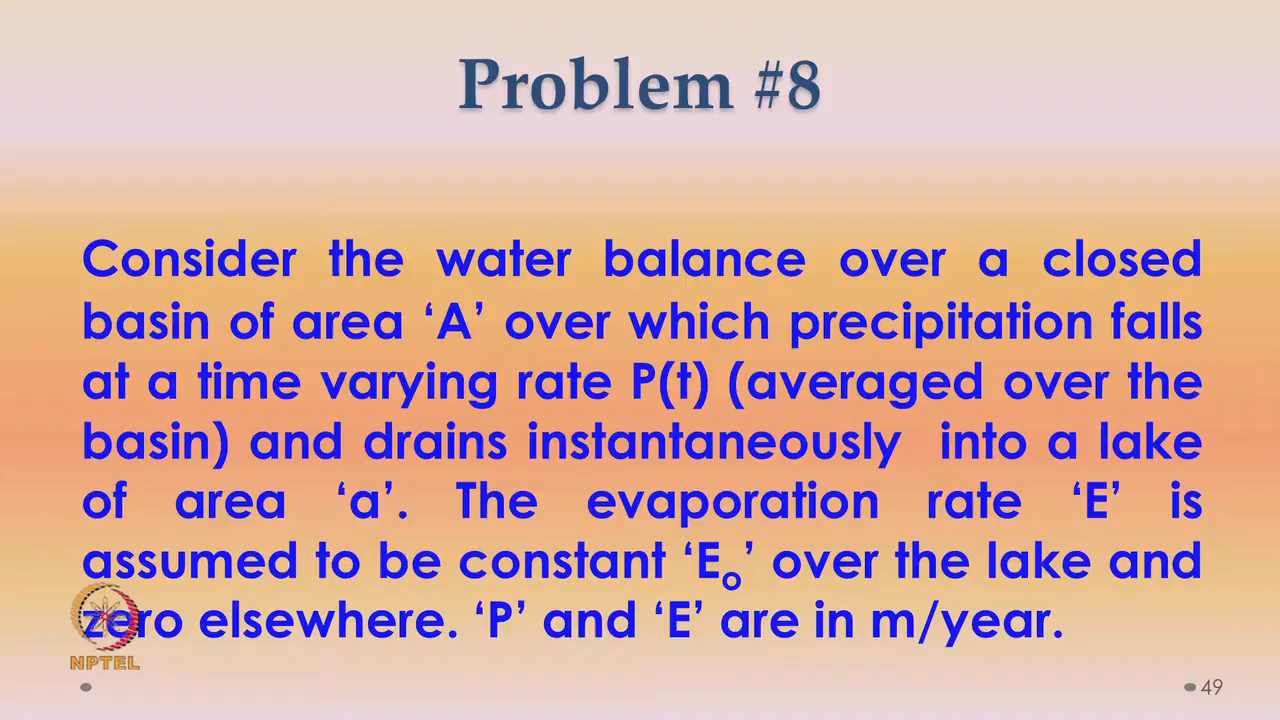 Problem #8
Consider the water balance over a closed
basin of area ‘A’ over which precipitation falls
at a time varying rate P(t) (averaged over the
basin) and drains instantaneously into a lake
of area ‘a’. The evaporation rate ‘E’ is
assumed to be constant ‘Eo’ over the lake and
zero elsewhere. ‘P’ and ‘E’ are in m/year.
NPTEL
49